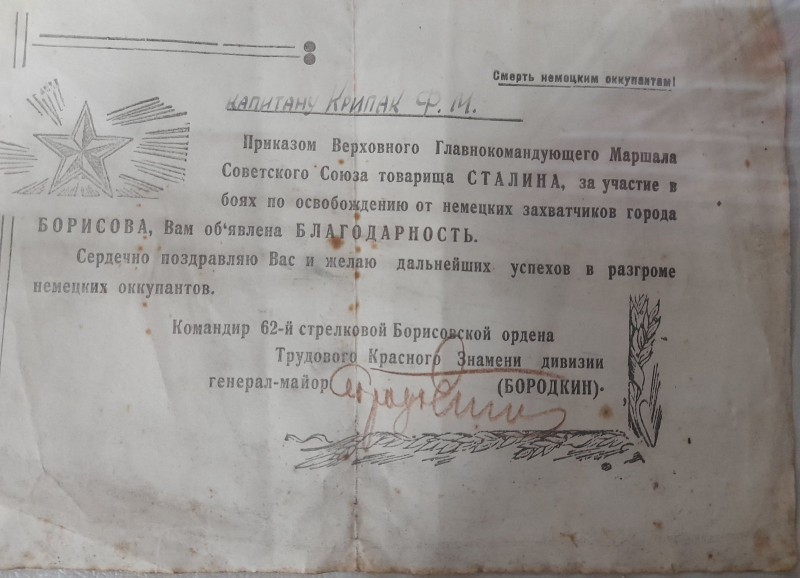 Смерть немецким оккупантам!
капитану Крипак Ф. М.
Приказом Верховного Главнокомандующего Маршала
Советского Союза товарища СТАЛИНА, за участие в
боях по освобождению от немецких захватчиков города
БОРИСОВА, Вам об‘явлена БЛАГОДАРНОСТЬ.
Сердечно поздравляю Вас и желаю дальнейших успехов в разгроме
немецких оккупантов.
Командир 62-й стрелковой Борисовской ордена
Трудового Красного Знамени дивизии
генерал-майор (БОРОДКИН).